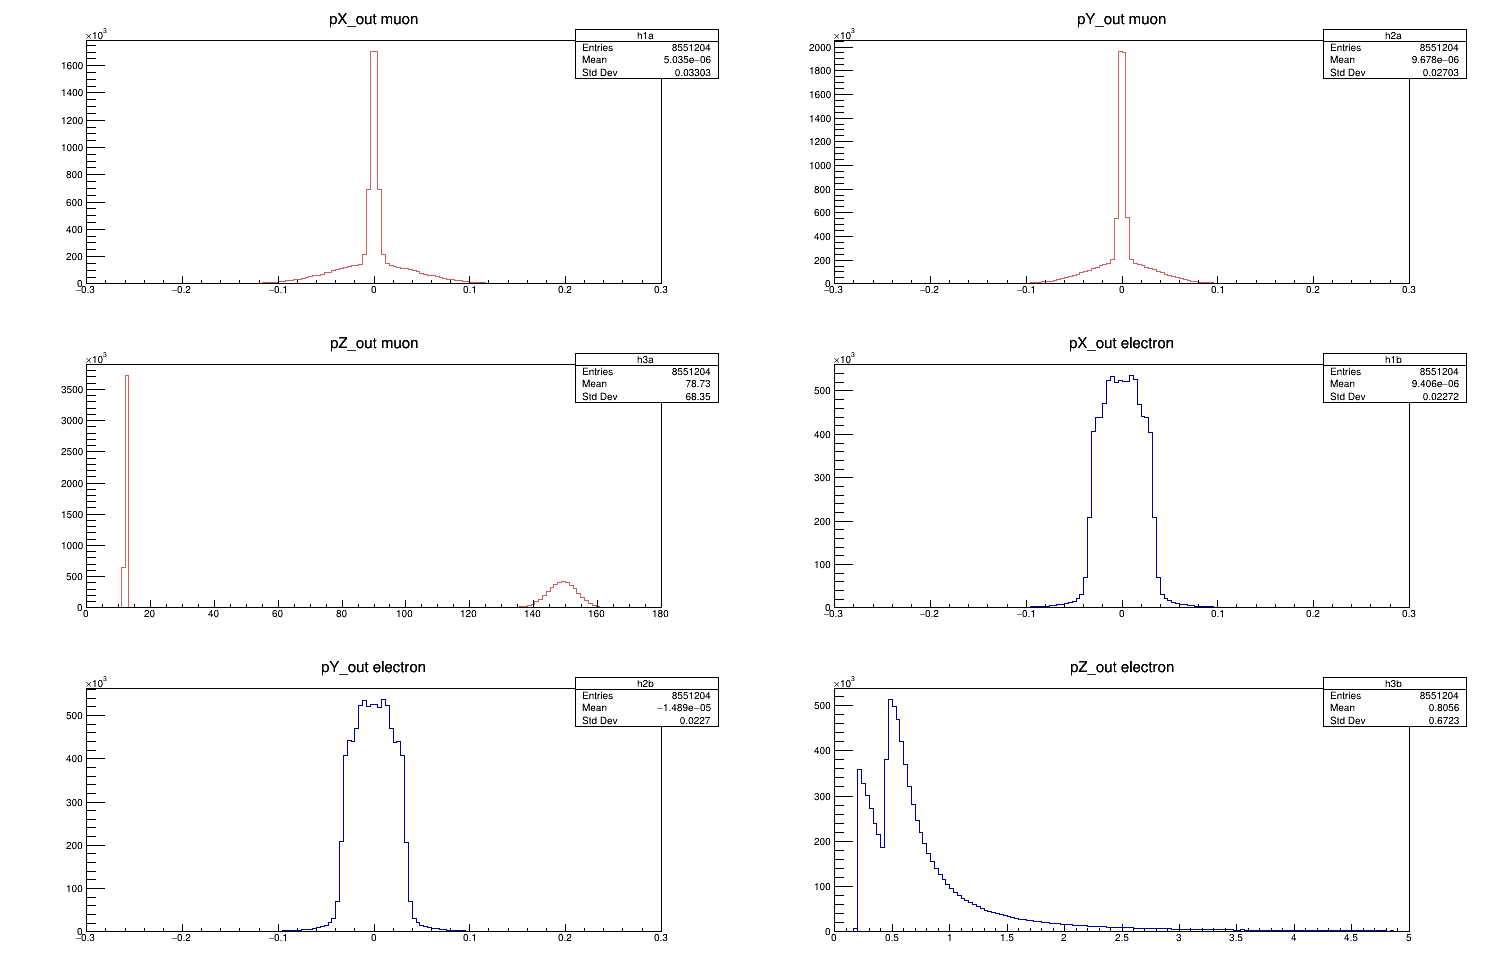 pX_out muon
×10³
h1a
Entries 8551204
Mean 5.035e−06
Std Dev 0.03303
1600
1400
1200
1000
800
600
400
200
0
−0.3 −0.2 −0.1 0 0.1 0.2 0.3
pY_out muon
×10³
h2a
Entries 8551204
Mean 9.678e−06
Std Dev 0.02703
2000
1800
1600
1400
1200
1000
800
600
400
200
0
−0.3 −0.2 −0.1 0 0.1 0.2 0.3
pZ_out muon
×10³
h3a
Entries 8551204
Mean 78.73
Std Dev 68.35
3500
3000
2500
2000
1500
1000
500
0
0 20 40 60 80 100 120 140 160 180
pX_out electron
×10³
h1b
Entries 8551204
Mean 9.406e−06
Std Dev 0.02272
500
400
300
200
100
0
−0.3 −0.2 −0.1 0 0.1 0.2 0.3
pY_out electron
×10³
h2b
Entries 8551204
Mean −1.489e−05
Std Dev 0.0227
500
400
300
200
100
0
−0.3 −0.2 −0.1 0 0.1 0.2 0.3
pZ_out electron
×10³
h3b
Entries 8551204
Mean 0.8056
Std Dev 0.6723
500
400
300
200
100
0
0 0.5 1 1.5 2 2.5 3 3.5 4 4.5 5